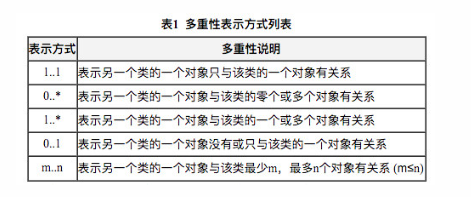 表1 多重性表示方式列表
表示方式 多重性说明
1..1 表示另一个类的一个对象只与该类的一个对象有关系
0..* 表示另一个类的一个对象与该类的零个或多个对象有关系
1..* 表示另一个类的一个对象与该类的一个或多个对象有关系
0..1 表示另一个类的一个对象没有或只与该类的一个对象有关系
m..n 表示另一个类的一个对象与该类最少m，最多n个对象有关系 (m≤n)